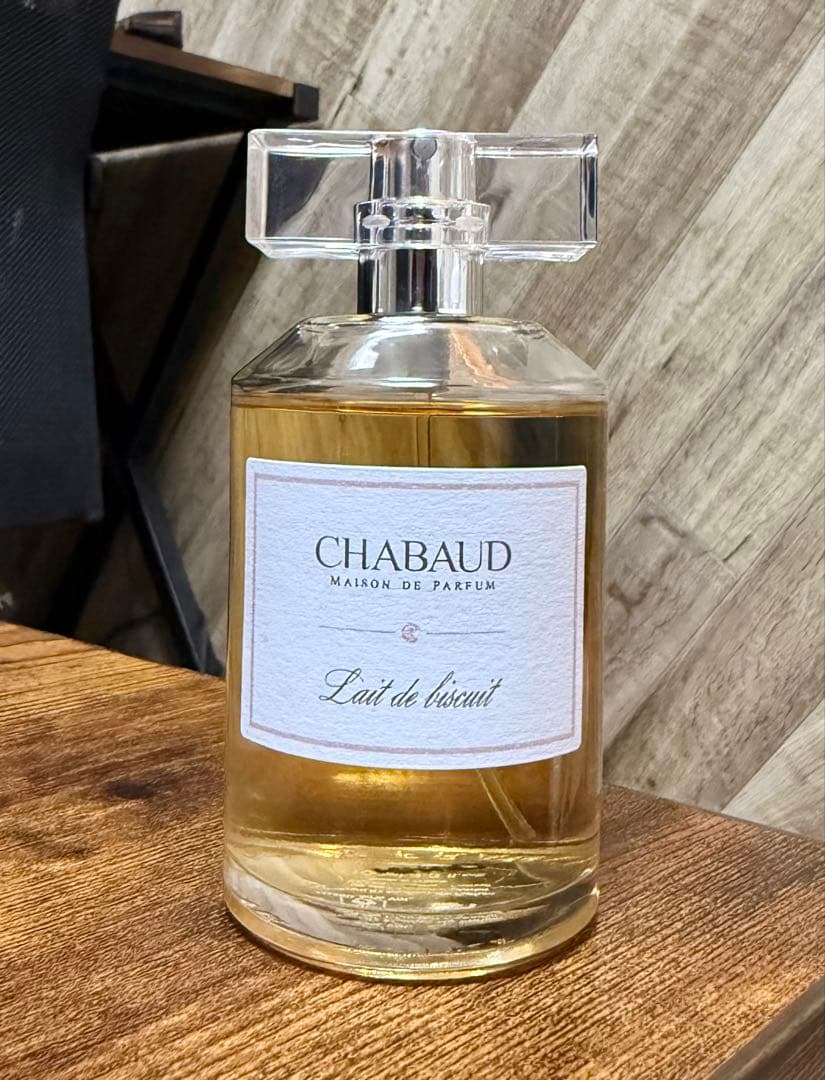 CHABAUD
MAISON DE PARFUM
Lait de biscuit